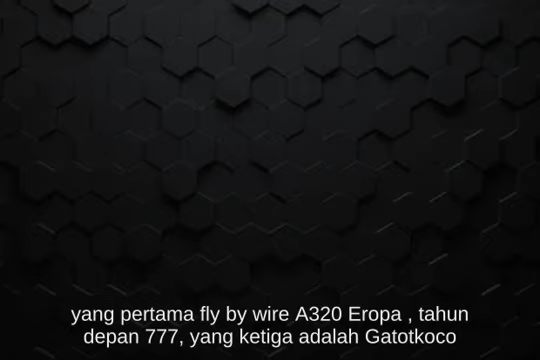 yang pertama fly by wire A320 Eropa , tahun
depan 777, yang ketiga adalah Gatotkoco